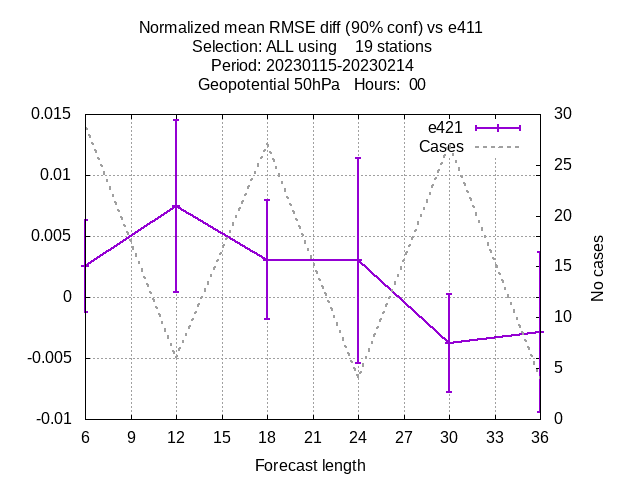 Normalized mean RMSE diff (90% conf) vs e411
Selection: ALL using    19 stations
Period: 20230115-20230214
Geopotential 50hPa   Hours:  00
0.015
0.01
0.005
0
-0.005
-0.01
30
25
20
15
10
5
0
e421
Cases
No cases
6 9 12 15 18 21 24 27 30 33 36
Forecast length